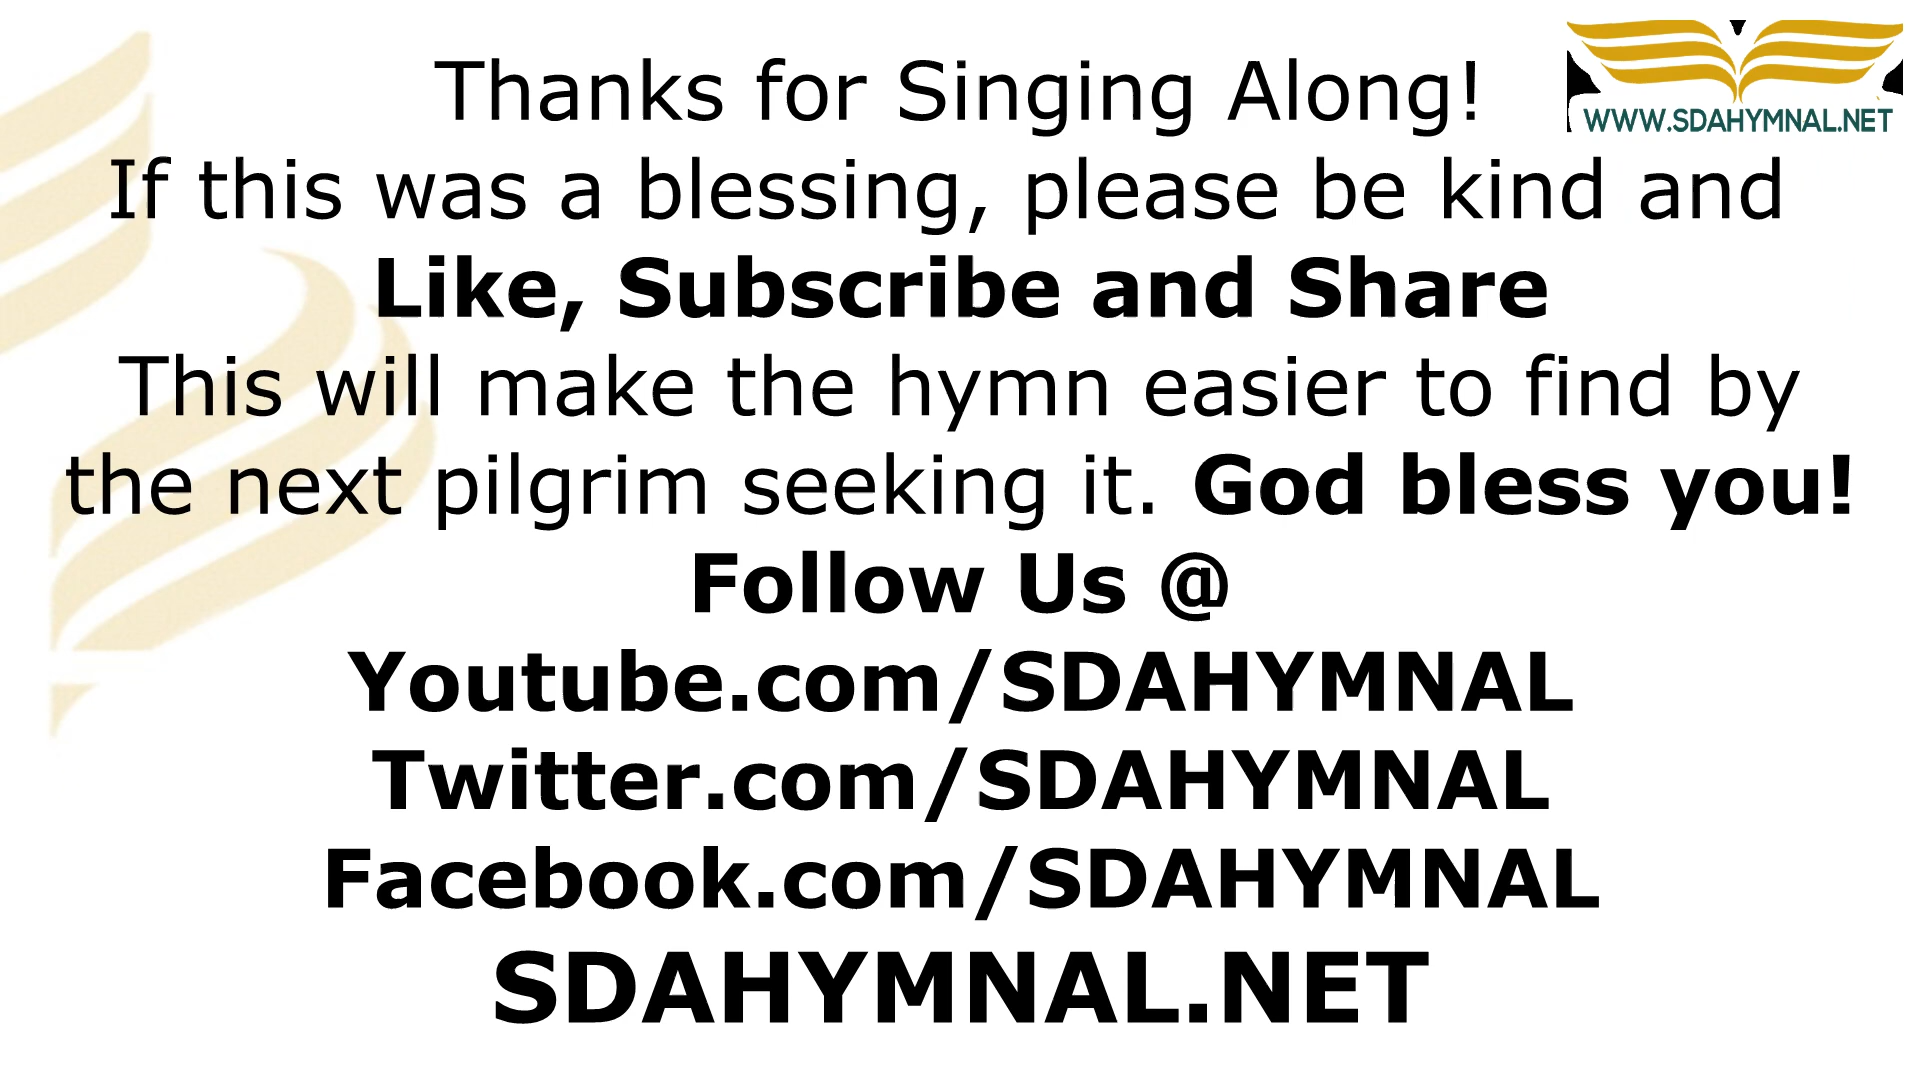 Thanks for Singing Along!
WWW.SDAHYMNAL.NET
If this was a blessing, please be kind and
Like, Subscribe and Share
This will make the hymn easier to find by
the next pilgrim seeking it. God bless you!
Follow Us @
Youtube.com/SDAHYMNAL
Twitter.com/SDAHYMNAL
Facebook.com/SDAHYMNAL
SDAHYMNAL.NET